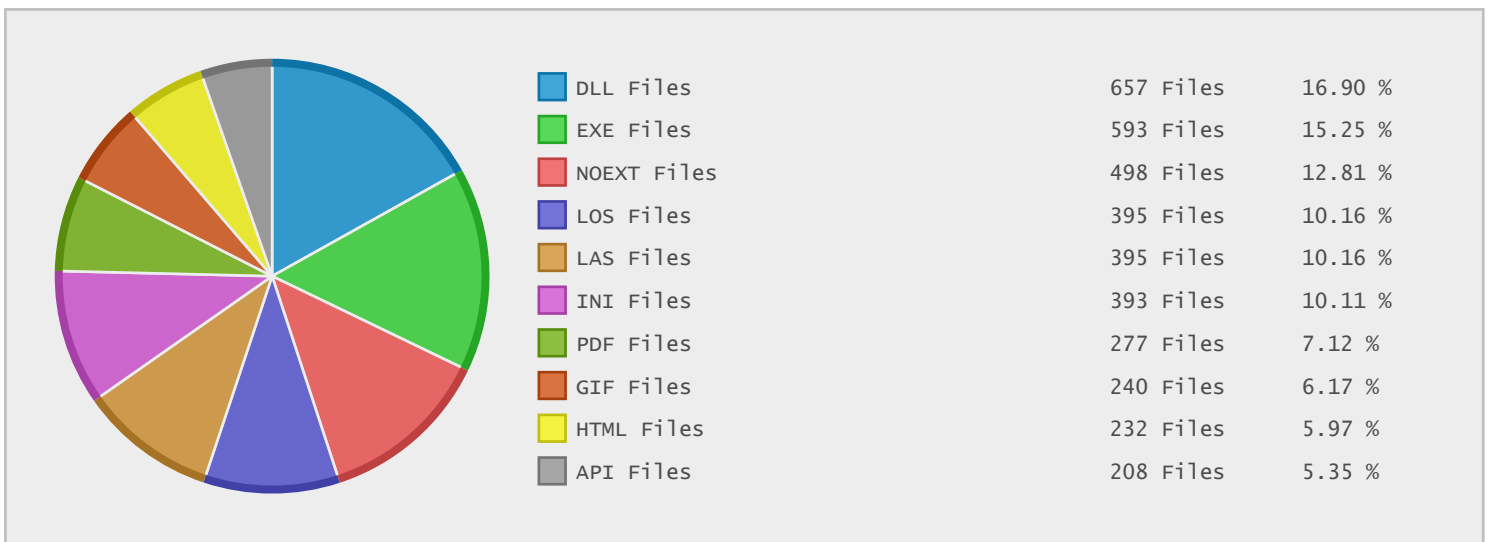 DLL Files 657 Files 16.90 %
EXE Files 593 Files 15.25 %
NOEXT Files 498 Files 12.81 %
LOS Files 395 Files 10.16 %
LAS Files 395 Files 10.16 %
INI Files 393 Files 10.11 %
PDF Files 277 Files 7.12 %
GIF Files 240 Files 6.17 %
HTML Files 232 Files 5.97 %
API Files 208 Files 5.35 %